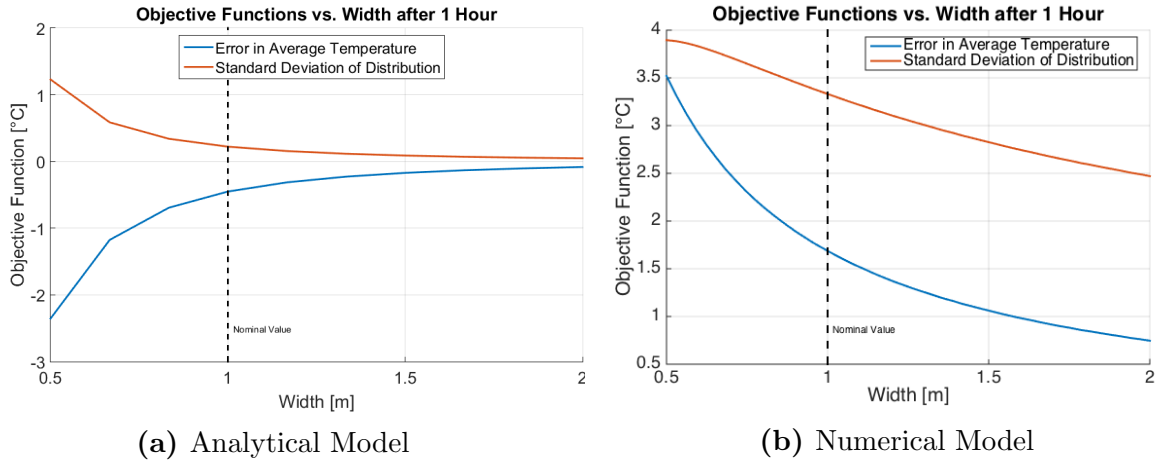 Objective Functions vs. Width after 1 Hour
2
1
0
-1
-2
-3
Objective Function [°C]
Error in Average Temperature
Standard Deviation of Distribution
Nominal Value
0.5
1
1.5
2
Width [m]
(a) Analytical Model
Objective Functions vs. Width after 1 Hour
4
3.5
3
2.5
2
1.5
1
0.5
Objective Function [°C]
Error in Average Temperature
Standard Deviation of Distribution
Nominal Value
0.5
1
1.5
2
Width [m]
(b) Numerical Model